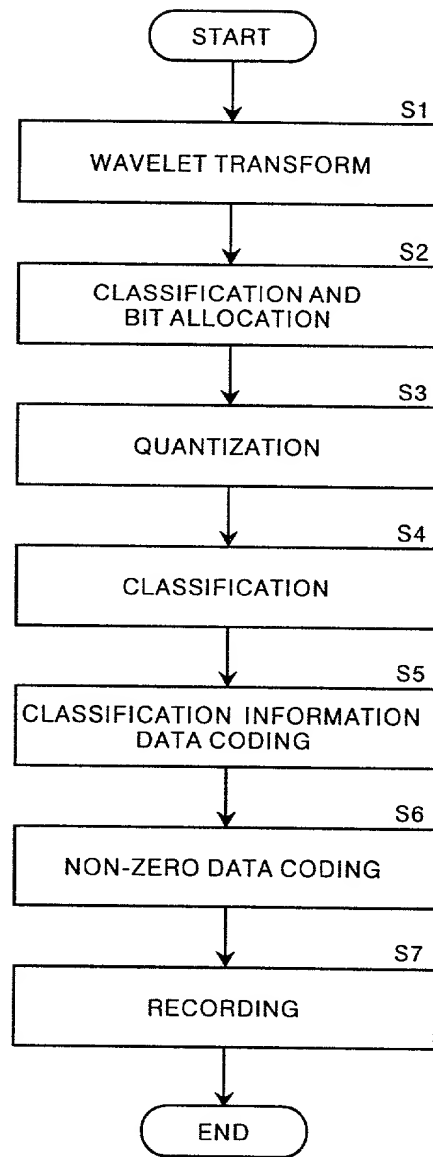 START
S1
WAVELET TRANSFORM
S2
CLASSIFICATION AND
BIT ALLOCATION
S3
QUANTIZATION
S4
CLASSIFICATION
S5
CLASSIFICATION INFORMATION
DATA CODING
S6
NON-ZERO DATA CODING
S7
RECORDING
END